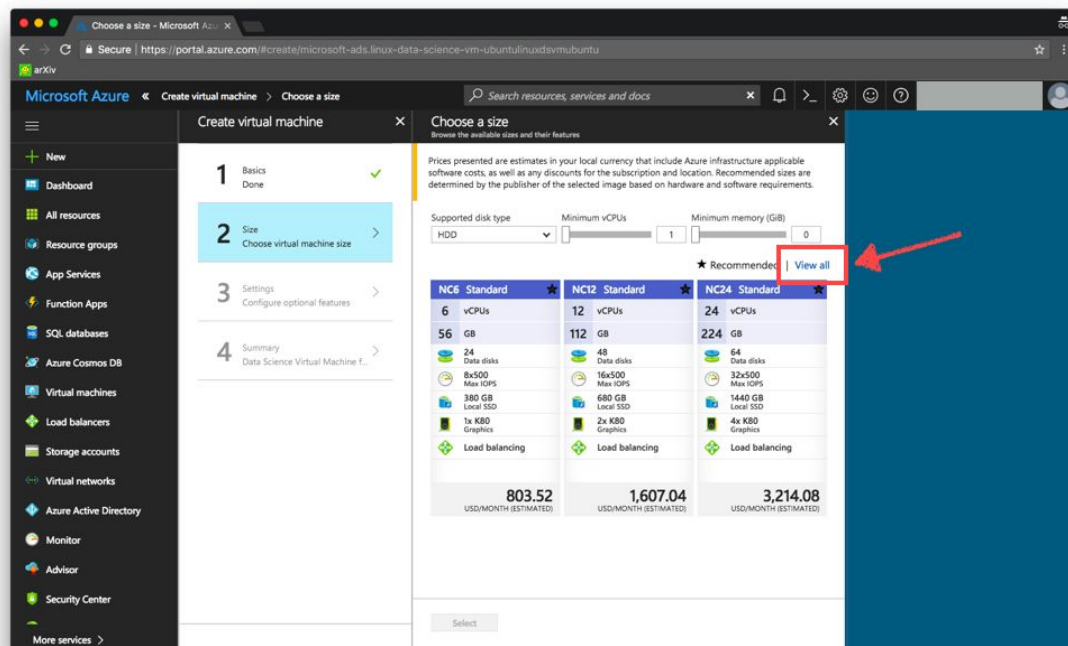 Choose a size - Microsoft Azu
Secure | https://portal.azure.com/#create/microsoft-ads.linux-data-science-vm-ubuntulinuxdsvmubuntu
arXiv
Microsoft Azure « Create virtual machine > Choose a size
Search resources, services and docs
New
Dashboard
All resources
Resource groups
App Services
Function Apps
SQL databases
Azure Cosmos DB
Virtual machines
Load balancers
Storage accounts
Virtual networks
Azure Active Directory
Monitor
Advisor
Security Center
More services >
Create virtual machine
1 Basics
Done
2 Size
Choose virtual machine size
3 Settings
Configure optional features
4 Summary
Data Science Virtual Machine f...
Choose a size
Browse the available sizes and their features
Prices presented are estimates in your local currency that include Azure infrastructure applicable
software costs, as well as any discounts for the subscription and location. Recommended sizes are
determined by the publisher of the selected image based on hardware and software requirements.
Supported disk type Minimum vCPUs Minimum memory (GiB)
HDD 1 0
★ Recommended | View all
NC6 Standard ★
6 vCPUs
56 GB
24
Data disks
8x500
Max IOPS
380 GB
Local SSD
1x K80
Graphics
Load balancing
803.52
USD/MONTH (ESTIMATED)
NC12 Standard ★
12 vCPUs
112 GB
48
Data disks
16x500
Max IOPS
680 GB
Local SSD
2x K80
Graphics
Load balancing
1,607.04
USD/MONTH (ESTIMATED)
NC24 Standard ★
24 vCPUs
224 GB
64
Data disks
32x500
Max IOPS
1440 GB
Local SSD
4x K80
Graphics
Load balancing
3,214.08
USD/MONTH (ESTIMATED)
Select